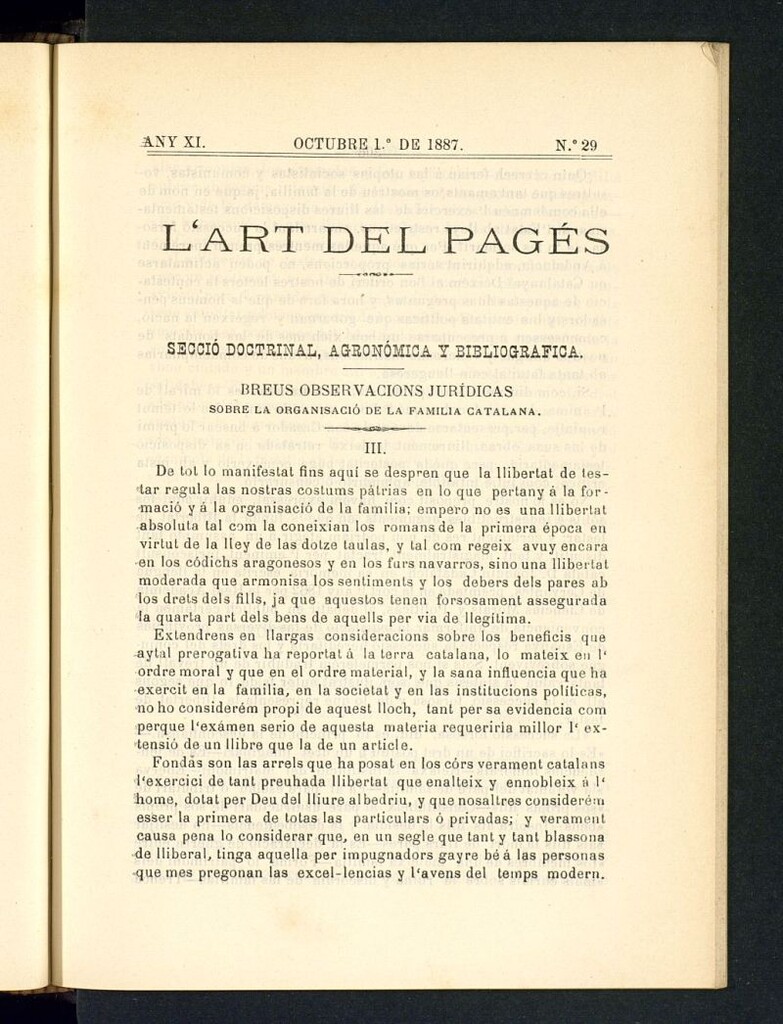 ANY XI. OCTUBRE 1.º DE 1887. N.º 29
L'ART DEL PAGÉS
SECCIÓ DOCTRINAL, AGRONÓMICA Y BIBLIOGRAFICA.
BREUS OBSERVACIONS JURÍDICAS
SOBRE LA ORGANISACIÓ DE LA FAMILIA CATALANA.
III.
De tot lo manifestat fins aquí se despren que la llibertat de tes-
tar regula las nostras costums pátrias en lo que pertany á la for-
mació y á la organisació de la familia; empero no es una llibertat
absoluta tal com la coneixian los romans de la primera época en
virtut de la lley de las dotze taulas, y tal com regeix avuy encara
en los códichs aragonesos y en los furs navarros, sino una llibertat
moderada que armonisa los sentiments y los debers dels pares ab
los drets dels fills, ja que aquestos tenen forsosament assegurada
la quarta part dels bens de aquells per via de llegítima.
Extendrens en llargas consideracions sobre los beneficis que
aytal prerogativa ha reportat á la terra catalana, lo mateix en l'
ordre moral y que en el ordre material, y la sana influencia que ha
exercit en la familia, en la societat y en las institucions políticas,
no ho considerém propi de aquest lloch, tant per sa evidencia com
perque l'exámen serio de aquesta materia requeriria millor l' ex-
tensió de un llibre que la de un article.
Fondas son las arrels que ha posat en los córs verament catalans
l'exercici de tant preuhada llibertat que enalteix y ennobleix á l'
home, dotat per Deu del lliure albedriu, y que nosaltres considerém
esser la primera de totas las particulars ó privadas; y verament
causa pena lo considerar que, en un segle que tant y tant blassona
de lliberal, tinga aquella per impugnadors gayre bé á las personas
que mes pregonan las excel-lencias y l'avens del temps modern.